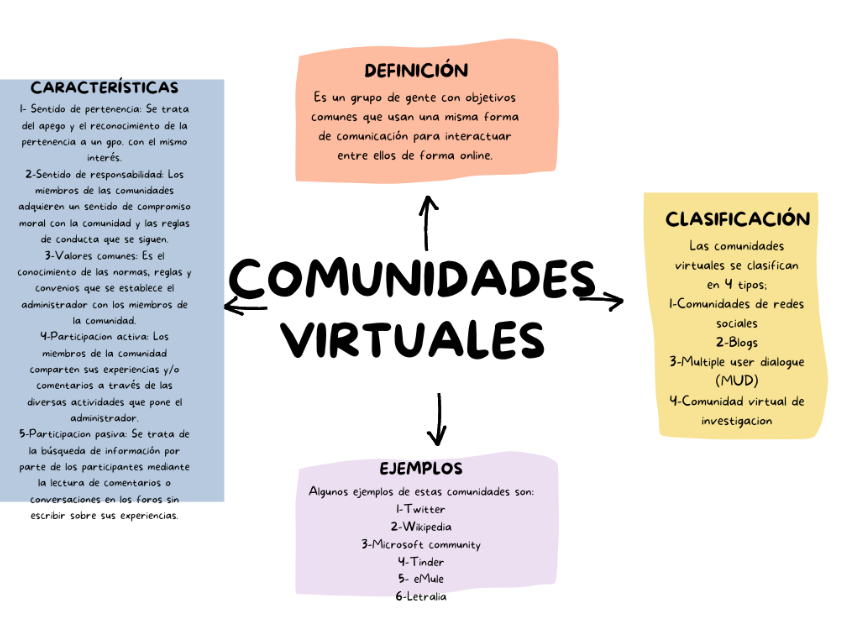 CARACTERÍSTICAS
1- Sentido de pertenencia: Se trata
del apego y el reconocimiento de la
pertenencia a un gpo. con el mismo
interés.
2-Sentido de responsabilidad: Los
miembros de las comunidades
adquieren un sentido de compromiso
moral con la comunidad y las reglas
de conducta que se siguen.
3-Valores comunes: Es el
conocimiento de las normas, reglas y
convenios que se establece el
administrador con los miembros de
la comunidad.
4-Participacion activa: Los
miembros de la comunidad
comparten sus experiencias y/o
comentarios a través de las
diversas actividades que pone el
administrador.
5-Participacion pasiva: Se trata de
la búsqueda de información por
parte de los participantes mediante
la lectura de comentarios o
conversaciones en los foros sin
escribir sobre sus experiencias.
DEFINICIÓN
Es un grupo de gente con objetivos
comunes que usan una misma forma
de comunicación para interactuar
entre ellos de forma online.
COMUNIDADES
VIRTUALES
CLASIFICACIÓN
Las comunidades
virtuales se clasifican
en 4 tipos;
1-Comunidades de redes
sociales
2-Blogs
3-Multiple user dialogue
(MUD)
4-Comunidad virtual de
investigacion
EJEMPLOS
Algunos ejemplos de estas comunidades son:
1-Twitter
2-Wikipedia
3-Microsoft community
4-Tinder
5- eMule
6-Letralia